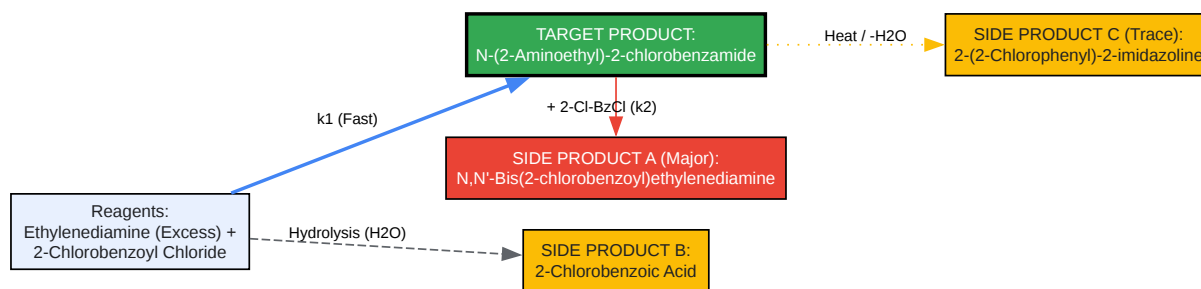 TARGET PRODUCT:
N-(2-Aminoethyl)-2-chlorobenzamide
Heat / -H2O
SIDE PRODUCT C (Trace):
2-(2-Chlorophenyl)-2-imidazoline
k1 (Fast)
+ 2-Cl-BzCl (k2)
SIDE PRODUCT A (Major):
N,N'-Bis(2-chlorobenzoyl)ethylenediamine
Reagents:
Ethylenediamine (Excess) +
2-Chlorobenzoyl Chloride
Hydrolysis (H2O)
SIDE PRODUCT B:
2-Chlorobenzoic Acid